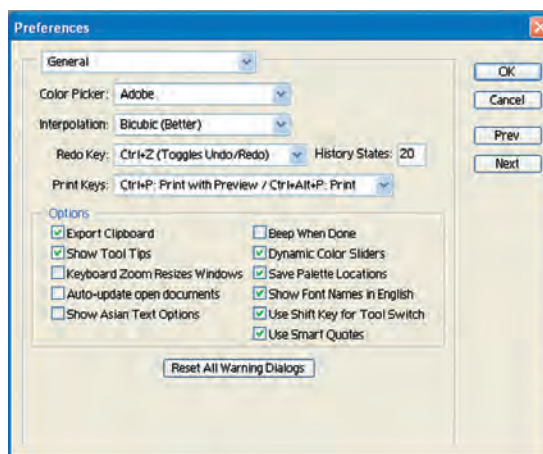 Preferences
General
OK
Color Picker: Adobe
Cancel
Interpolation: Bicubic (Better)
Prev
Redo Key: Ctrl+Z (Toggles Undo/Redo) History States: 20
Next
Print Keys: Ctrl+P: Print with Preview / Ctrl+Alt+P: Print
Options
Export Clipboard
Beep When Done
Show Tool Tips
Dynamic Color Sliders
Keyboard Zoom Resizes Windows
Save Palette Locations
Auto-update open documents
Show Font Names in English
Show Asian Text Options
Use Shift Key for Tool Switch
Use Smart Quotes
Reset All Warning Dialogs